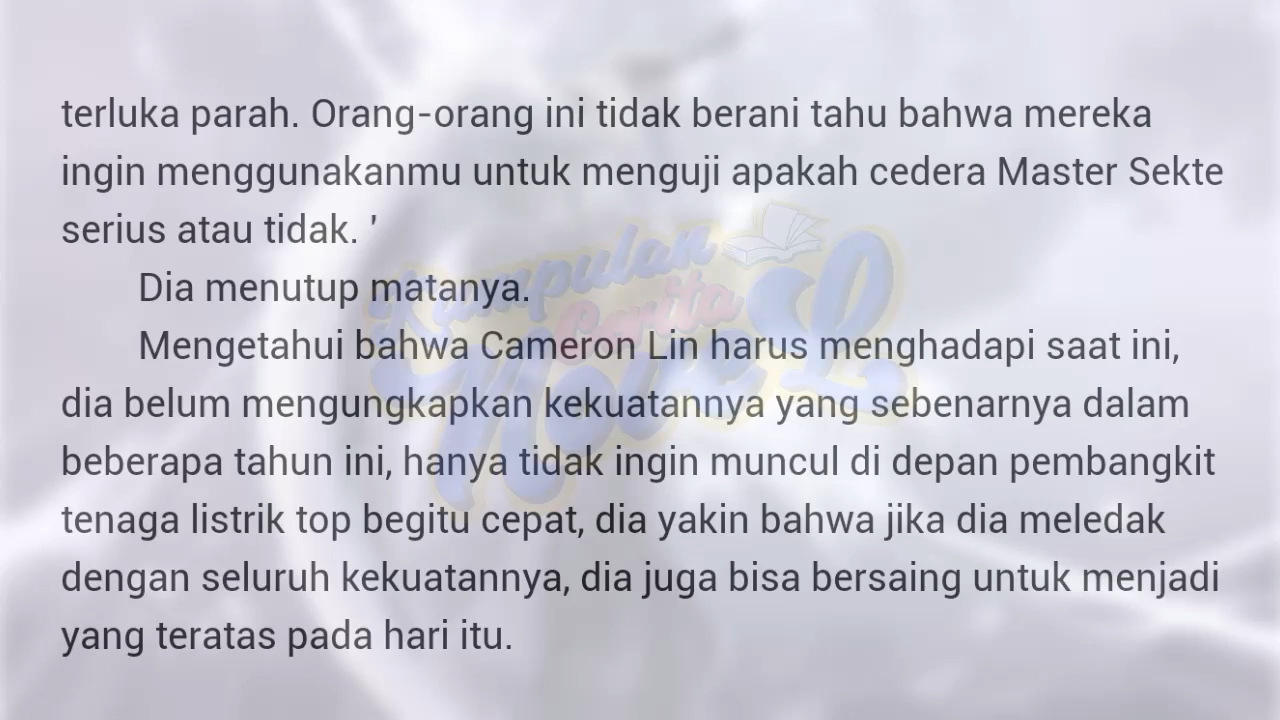 terluka parah. Orang-orang ini tidak berani tahu bahwa mereka
ingin menggunakanmu untuk menguji apakah cedera Master Sekte
serius atau tidak. '
Dia menutup matanya.
Mengetahui bahwa Cameron Lin harus menghadapi saat ini,
dia belum mengungkapkan kekuatannya yang sebenarnya dalam
beberapa tahun ini, hanya tidak ingin muncul di depan pembangkit
tenaga listrik top begitu cepat, dia yakin bahwa jika dia meledak
dengan seluruh kekuatannya, dia juga bisa bersaing untuk menjadi
yang teratas pada hari itu.
Kumpulan
Cerita
Novel